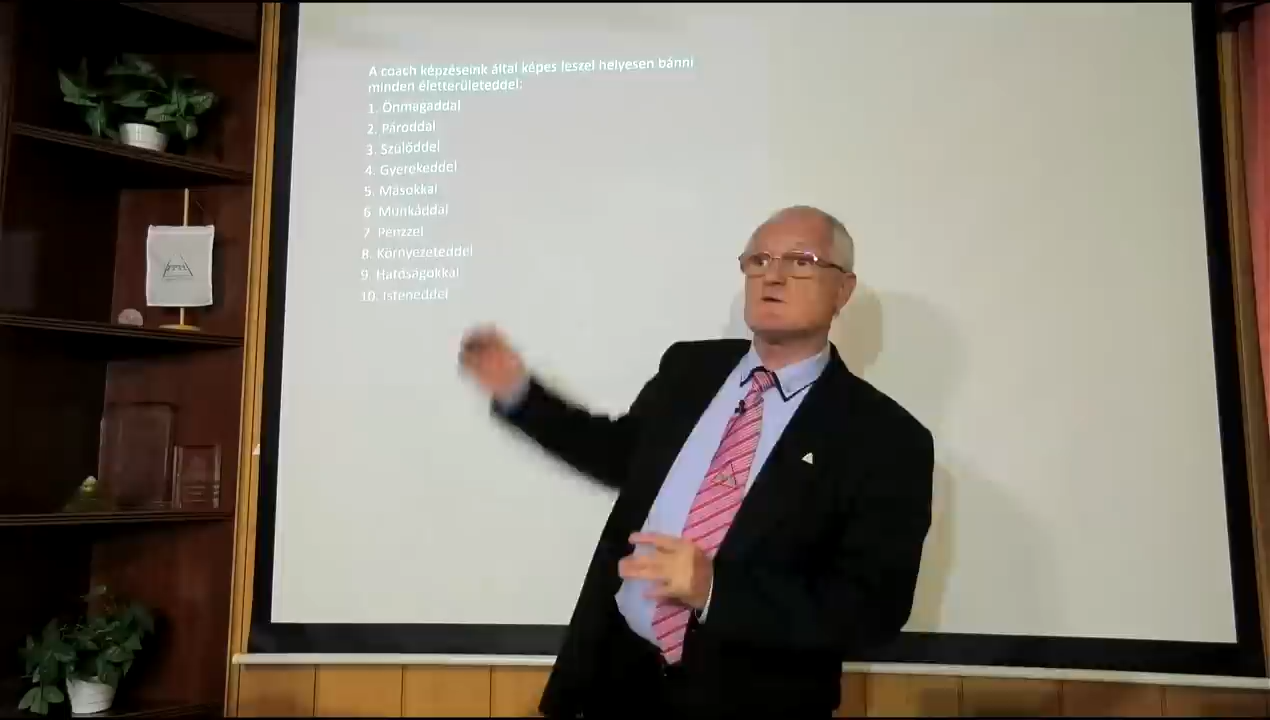 A coach képzéseink által képes leszel helyesen bánni
minden életterületeddel:
1. Önmagaddal
2. Pároddal
3. Szülőddel
4. Gyerekeddel
5. Másokkal
6 Munkáddal
7 Pénzzel
8. Környezeteddel
9. Hatóságokkal
10. Isteneddel